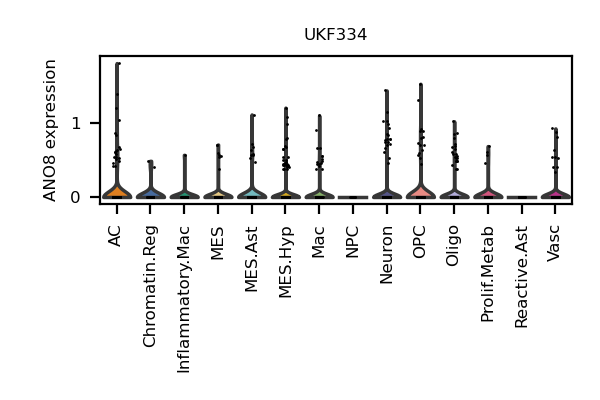 UKF334
ANO8 expression
1
0
AC
Chromatin.Reg
Inflammatory.Mac
MES
MES.Ast
MES.Hyp
Mac
NPC
Neuron
OPC
Oligo
Prolif.Metab
Reactive.Ast
Vasc